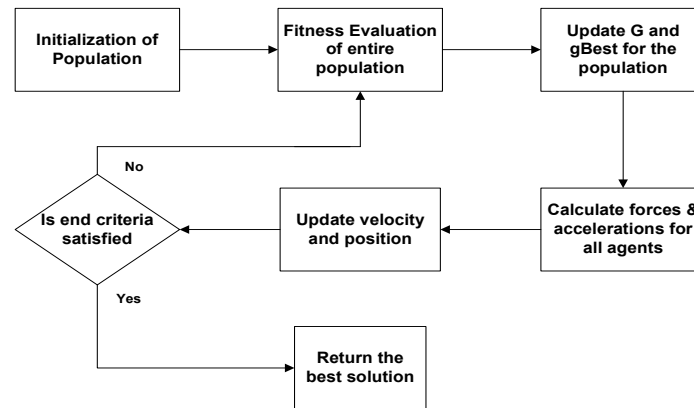 Initialization of
Population
Fitness Evaluation
of entire
population
Update G and
gBest for the
population
Calculate forces &
accelerations for
all agents
Update velocity
and position
Is end criteria
satisfied
No
Yes
Return the
best solution